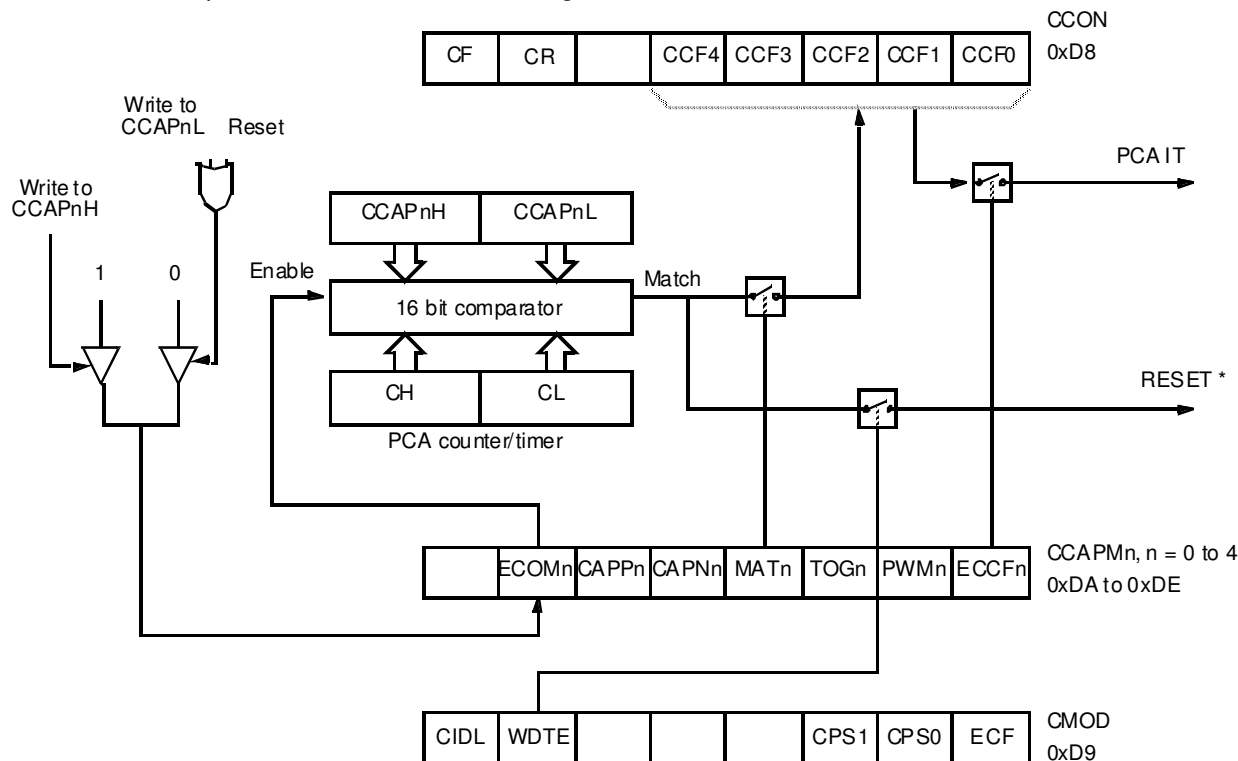 CCON
CF CR CCF4 CCF3 CCF2 CCF1 CCF0 0xD8
Write to
CCAPnL Reset
PCA IT
Write to
CCAPnH
CCAPnH CCAPnL
1 0 Enable Match
16 bit comparator
CH CL RESET *
PCA counter/timer
ECOMn CAPPn CAPNn MATn TOGn PWMn ECCFn CCAPMn, n = 0 to 4
0xDA to 0xDE
CIDL WDTE CPS1 CPS0 ECF CMOD
0xD9